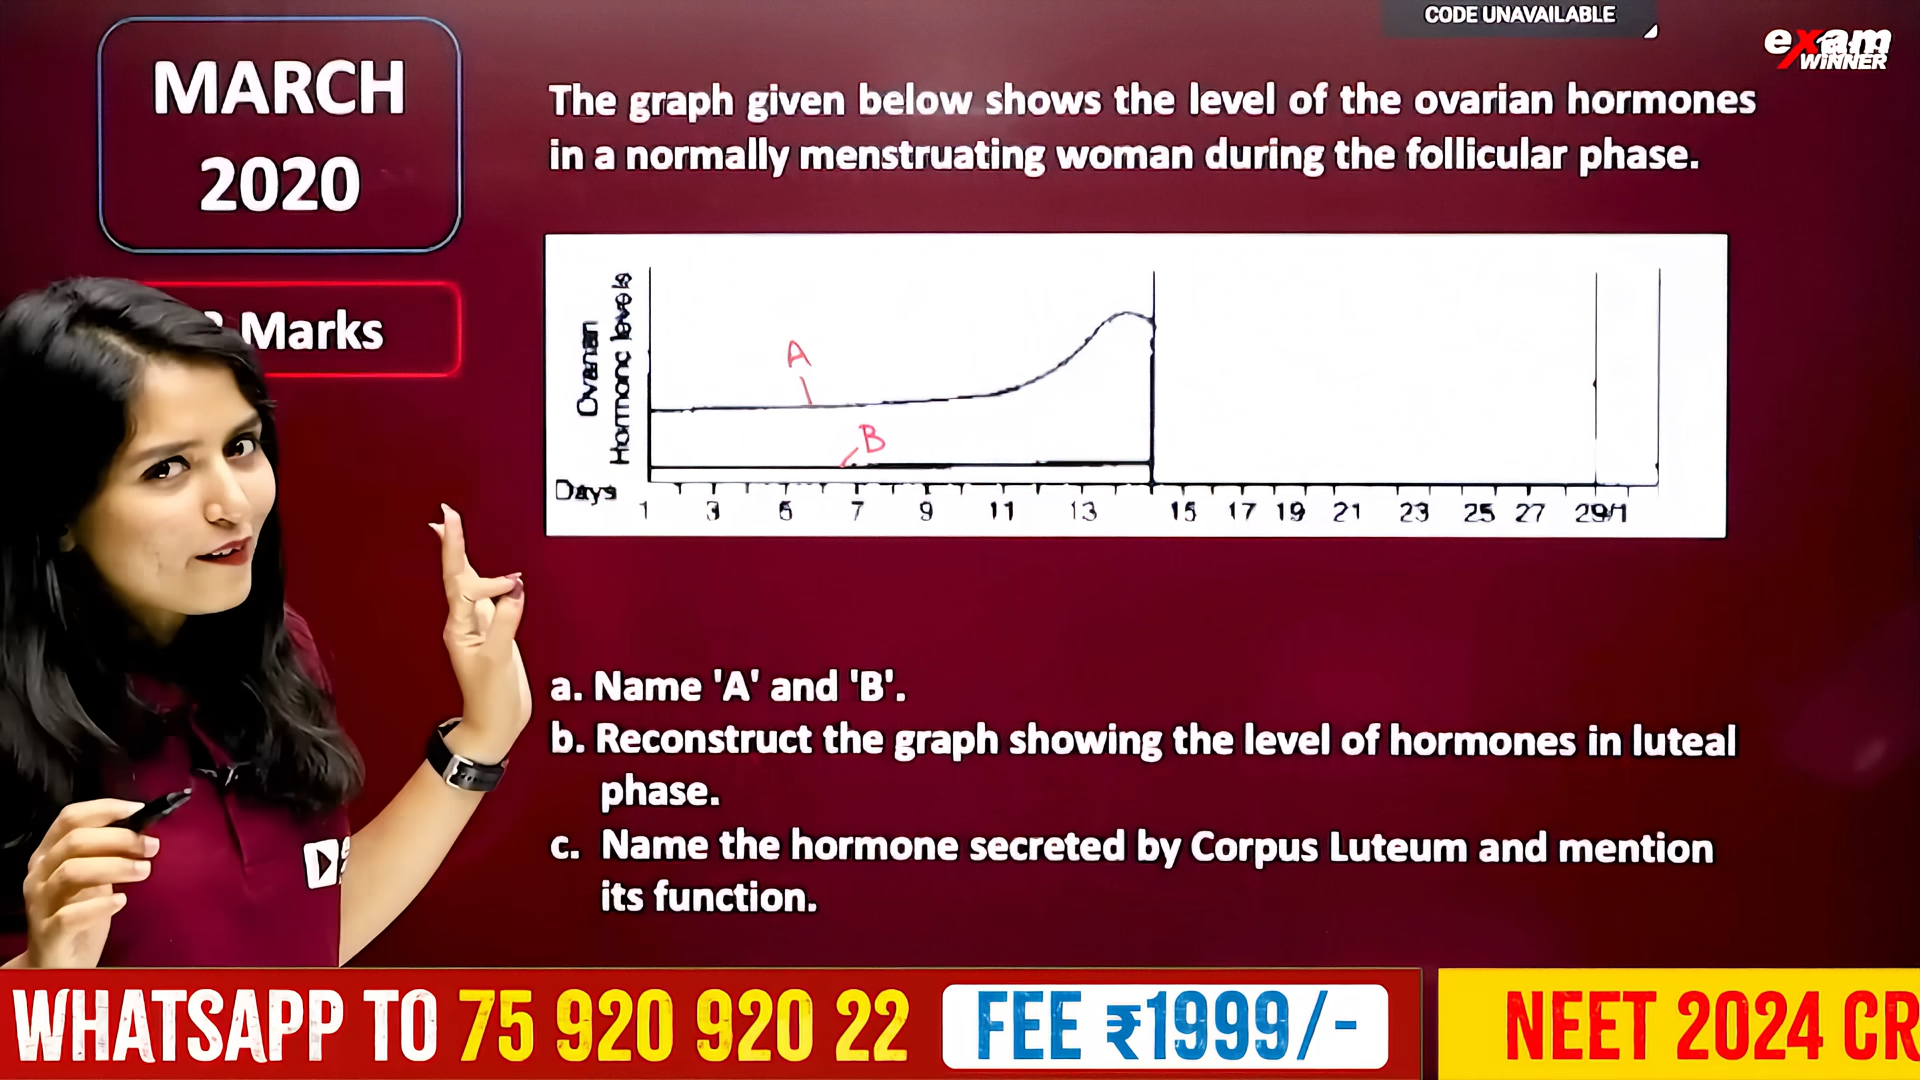 CODE UNAVAILABLE
exam
WINNER
MARCH
2020
Marks
The graph given below shows the level of the ovarian hormones
in a normally menstruating woman during the follicular phase.
Ovarian
Hormonc levels
A
B
Days
1 3 5 7 9 11 13 15 17 19 21 23 25 27 29/1
a. Name 'A' and 'B'.
b. Reconstruct the graph showing the level of hormones in luteal
phase.
c. Name the hormone secreted by Corpus Luteum and mention
its function.
WHATSAPP TO 75 920 920 22
FEE ₹1999/-
NEET 2024 CR